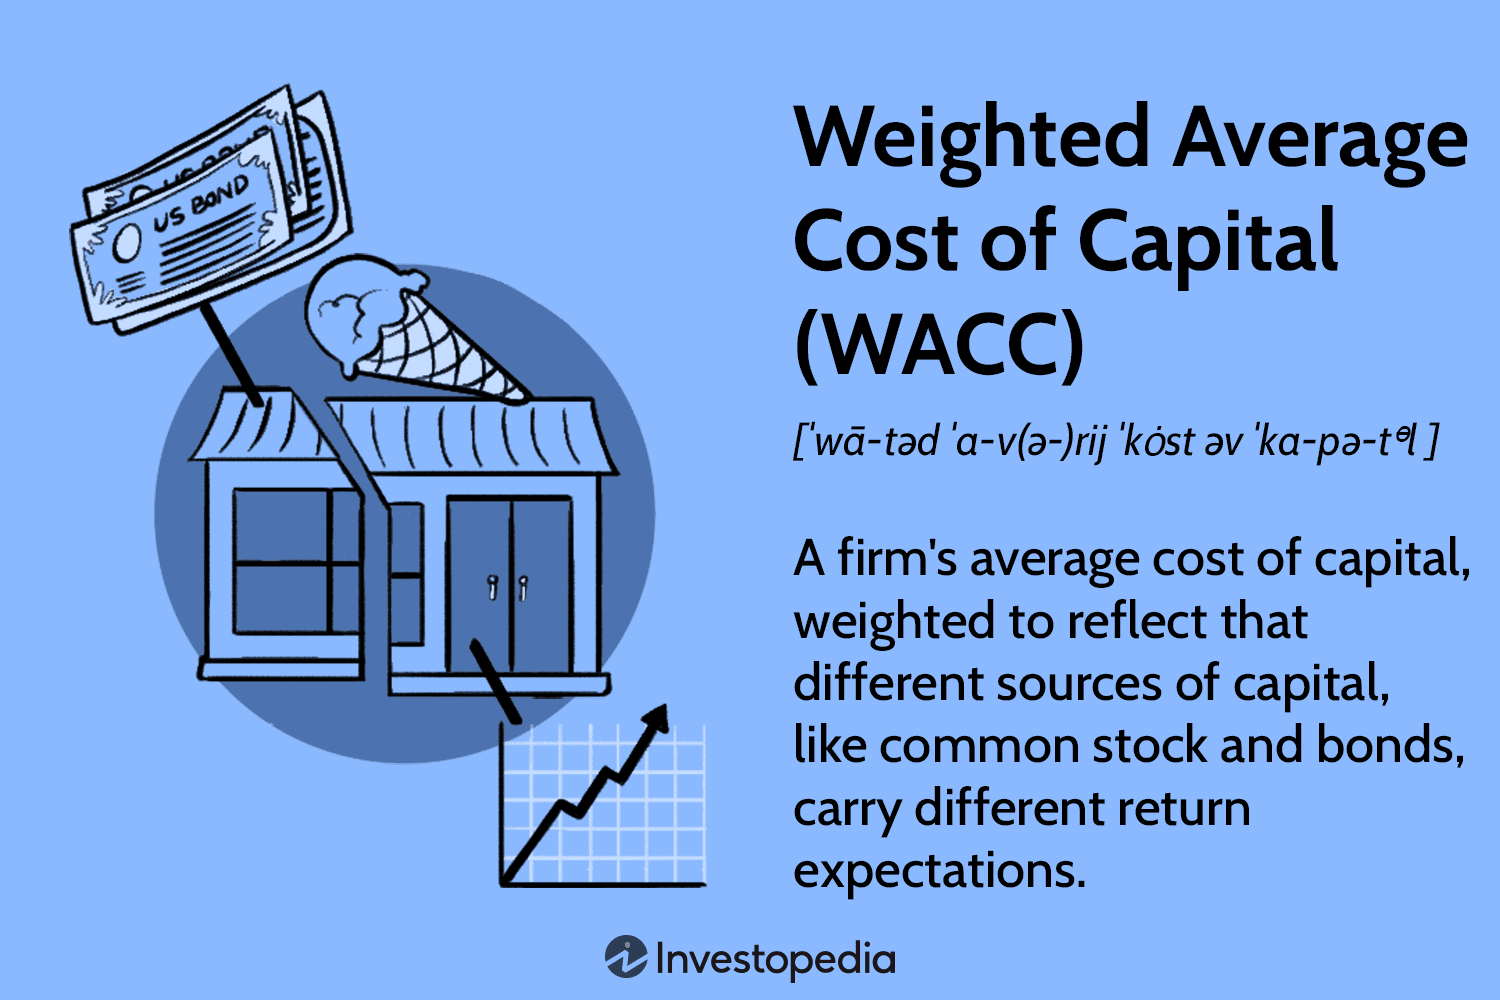 US BOND
Weighted Average
Cost of Capital
(WACC)
[ˈwā-təd ˈa-v(ə-)rij ˈkȯst əv ˈka-pə-tᵊl ]
A firm's average cost of capital,
weighted to reflect that
different sources of capital,
like common stock and bonds,
carry different return
expectations.
Investopedia